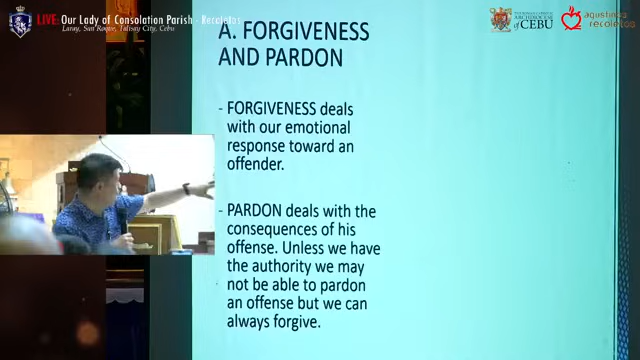 LIVE: Our Lady of Consolation Parish - Recoletos
Laray, San Roque, Talisay City, Cebu
ARCHDIOCESE
of CEBU
agustinos
recoletos
A. FORGIVENESS
AND PARDON
- FORGIVENESS deals
with our emotional
response toward an
offender.
- PARDON deals with the
consequences of his
offense. Unless we have
the authority we may
not be able to pardon
an offense but we can
always forgive.